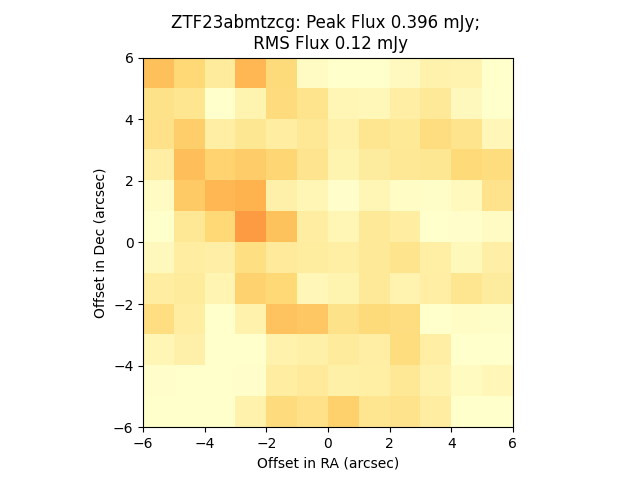 ZTF23abmtzcg: Peak Flux 0.396 mJy;
RMS Flux 0.12 mJy
6
4
2
0
−2
−4
−6
Offset in Dec (arcsec)
−6 −4 −2 0 2 4 6
Offset in RA (arcsec)